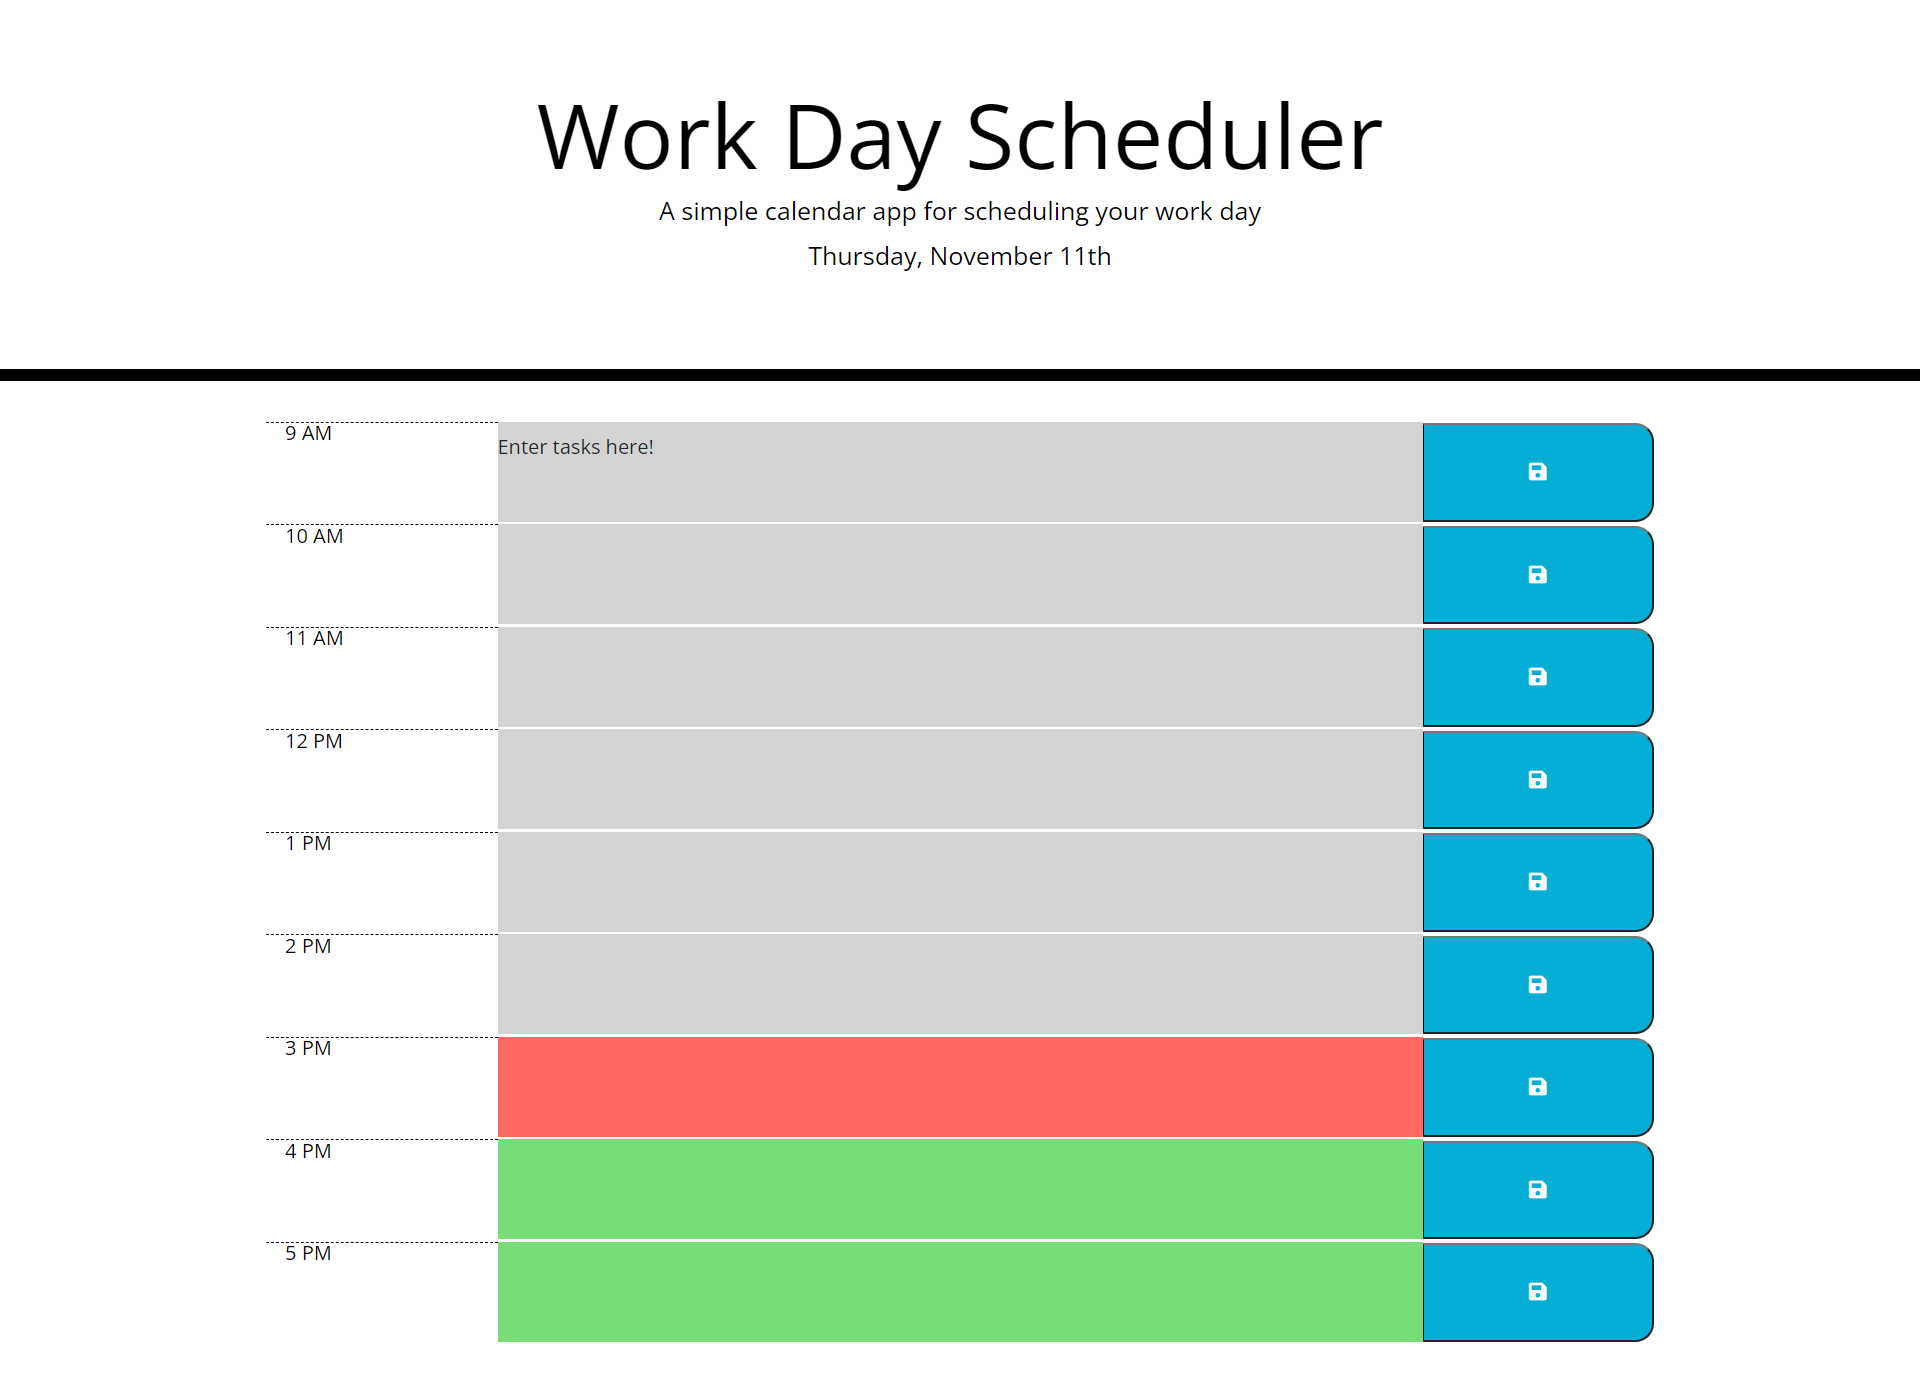 Work Day Scheduler
A simple calendar app for scheduling your work day
Thursday, November 11th
9 AM
Enter tasks here!
10 AM
11 AM
12 PM
1 PM
2 PM
3 PM
4 PM
5 PM